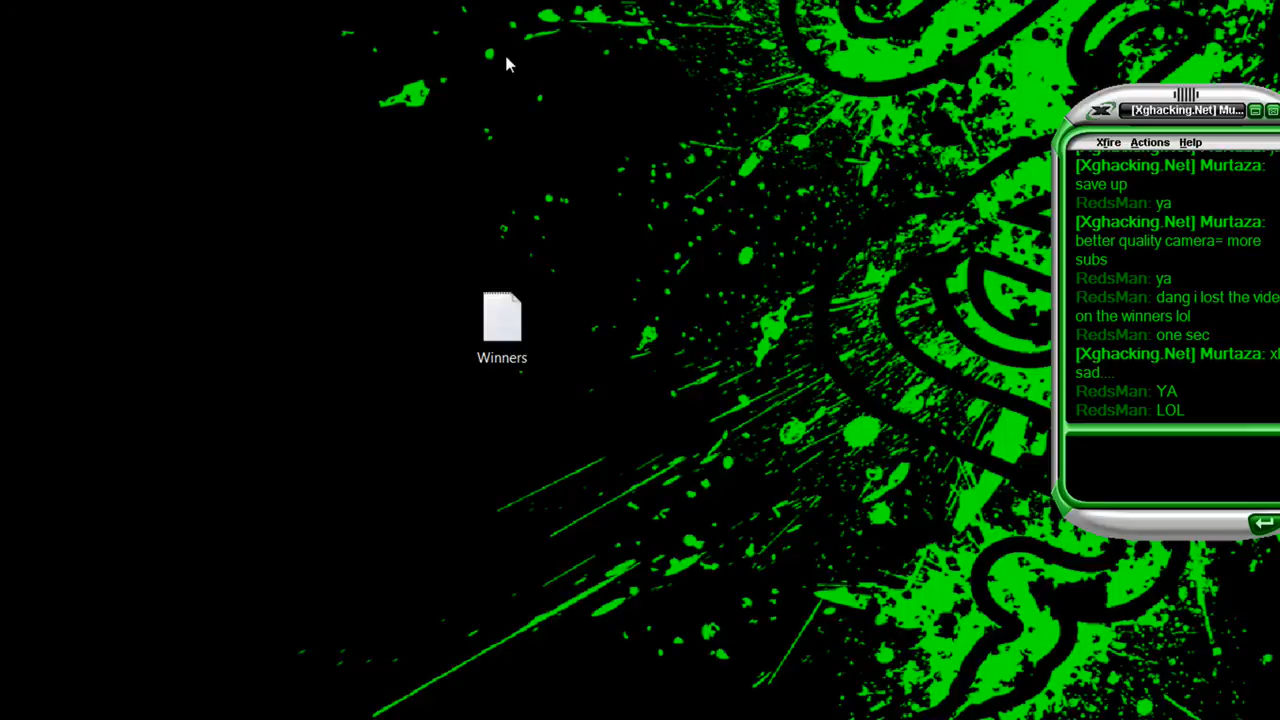 [Xghacking.Net] Mu...
Xfire Actions Help
[Xghacking.Net] Murtaza:
save up
RedsMan: ya
[Xghacking.Net] Murtaza:
better quality camera= more
subs
RedsMan: ya
RedsMan: dang i lost the vide
on the winners lol
RedsMan: one sec
[Xghacking.Net] Murtaza:
sad....
RedsMan: YA
RedsMan: LOL
Winners